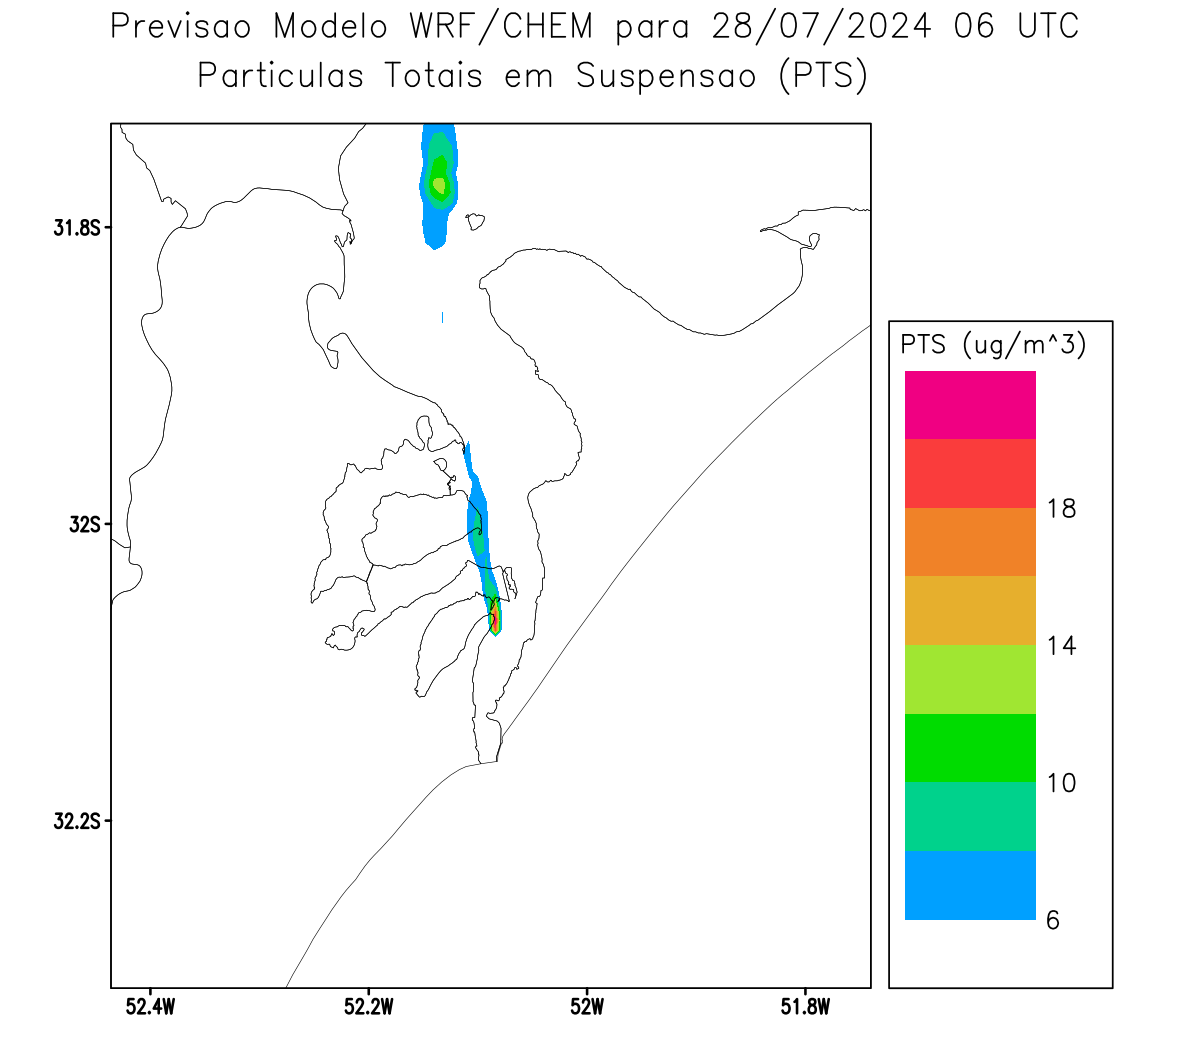 Previsao Modelo WRF/CHEM para 28/07/2024 06 UTC
Particulas Totais em Suspensao (PTS)
31.8S
32S
32.2S
52.4W
52.2W
52W
51.8W
PTS (ug/m^3)
18
14
10
6